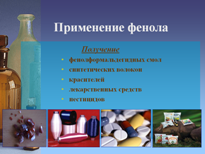 Применение фенола
Получение
фенолформальдегидных смол
синтетических волокон
красителей
лекарственных средств
пестицидов